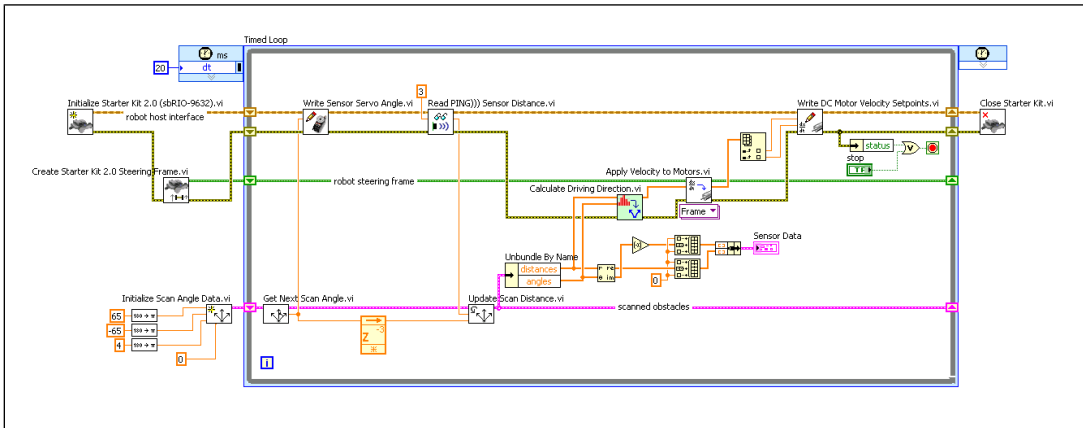 Timed Loop
ms
20
dt
3
Initialize Starter Kit 2.0 (sbRIO-9632).vi
Write Sensor Servo Angle.vi
Read PING))) Sensor Distance.vi
Write DC Motor Velocity Setpoints.vi
Close Starter Kit.vi
robot host interface
status
stop
TF
Create Starter Kit 2.0 Steering Frame.vi
robot steering frame
Apply Velocity to Motors.vi
Calculate Driving Direction.vi
Frame
Sensor Data
Unbundle By Name
distances
angles
r re
θ im
0
Initialize Scan Angle Data.vi
Get Next Scan Angle.vi
Update Scan Distance.vi
scanned obstacles
65
-65
4
0
Z -3
i